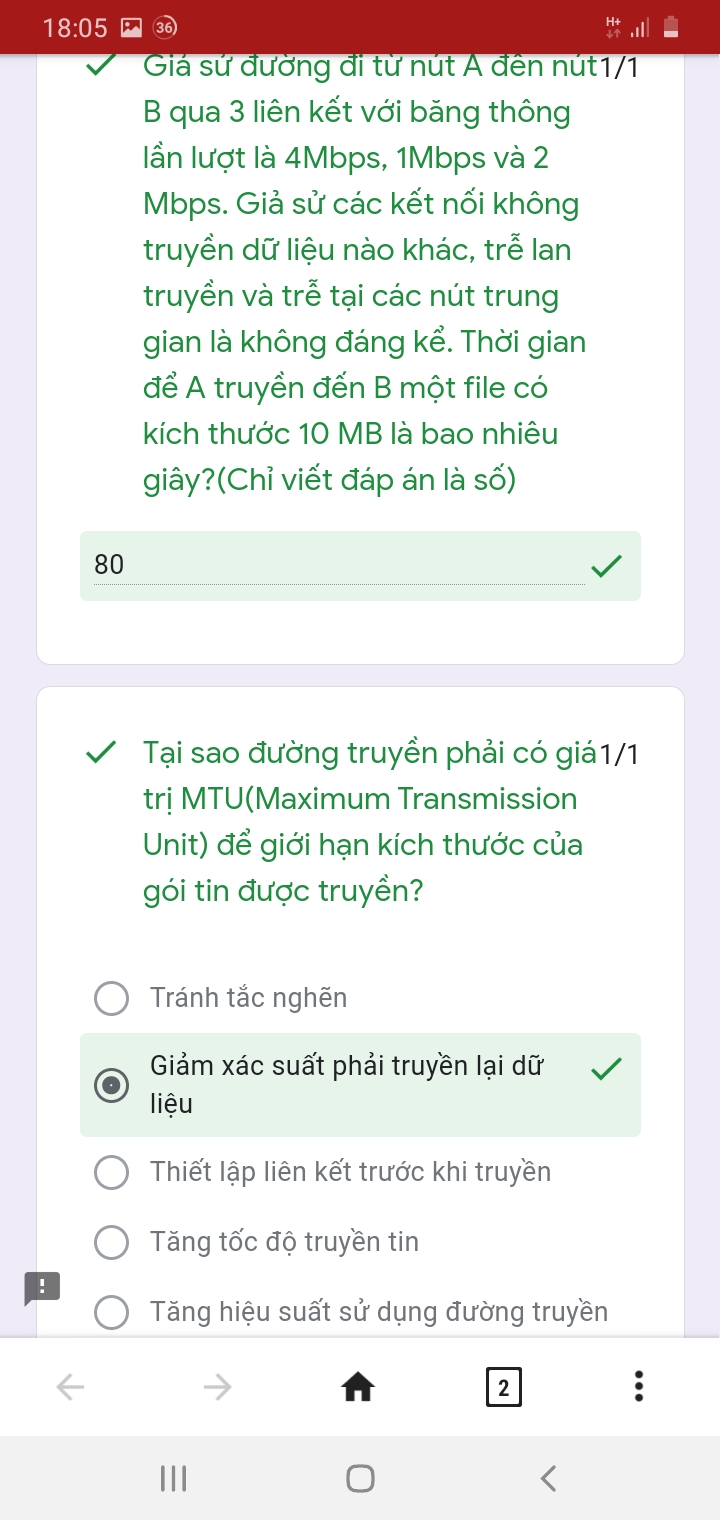 18:05 36 H+
Giả sử đường đi từ nút A đến nút 1/1
B qua 3 liên kết với băng thông
lần lượt là 4Mbps, 1Mbps và 2
Mbps. Giả sử các kết nối không
truyền dữ liệu nào khác, trễ lan
truyền và trễ tại các nút trung
gian là không đáng kể. Thời gian
để A truyền đến B một file có
kích thước 10 MB là bao nhiêu
giây?(Chỉ viết đáp án là số)
80
Tại sao đường truyền phải có giá 1/1
trị MTU(Maximum Transmission
Unit) để giới hạn kích thước của
gói tin được truyền?
Tránh tắc nghẽn
Giảm xác suất phải truyền lại dữ
liệu
Thiết lập liên kết trước khi truyền
Tăng tốc độ truyền tin
Tăng hiệu suất sử dụng đường truyền
2